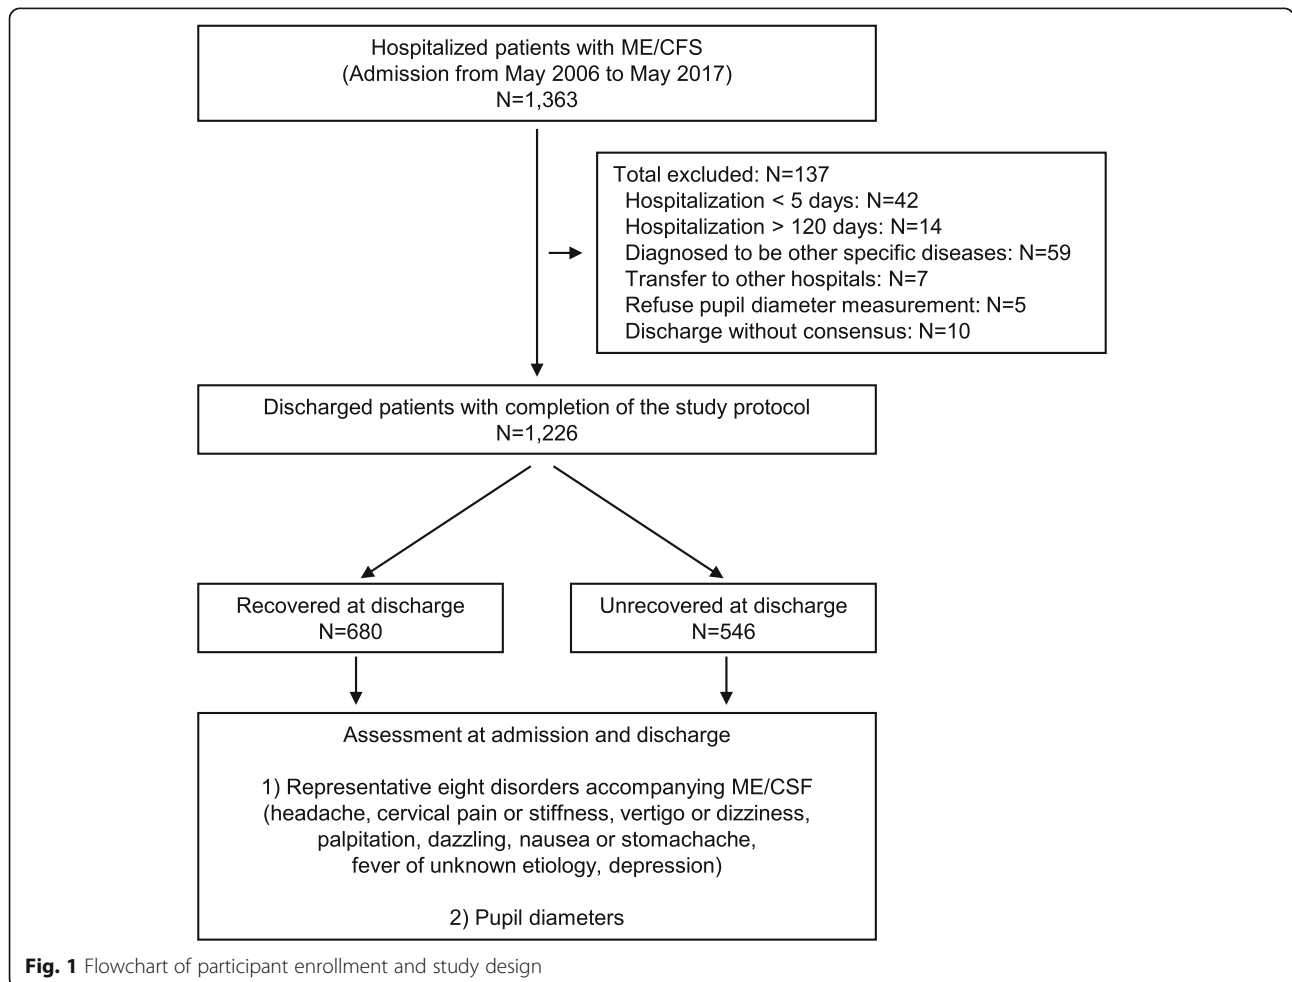 Hospitalized patients with ME/CFS
(Admission from May 2006 to May 2017)
N=1,363
Total excluded: N=137
Hospitalization < 5 days: N=42
Hospitalization > 120 days: N=14
Diagnosed to be other specific diseases: N=59
Transfer to other hospitals: N=7
Refuse pupil diameter measurement: N=5
Discharge without consensus: N=10
Discharged patients with completion of the study protocol
N=1,226
Recovered at discharge
N=680
Unrecovered at discharge
N=546
Assessment at admission and discharge
1) Representative eight disorders accompanying ME/CSF
(headache, cervical pain or stiffness, vertigo or dizziness,
palpitation, dazzling, nausea or stomachache,
fever of unknown etiology, depression)
2) Pupil diameters
Fig. 1 Flowchart of participant enrollment and study design